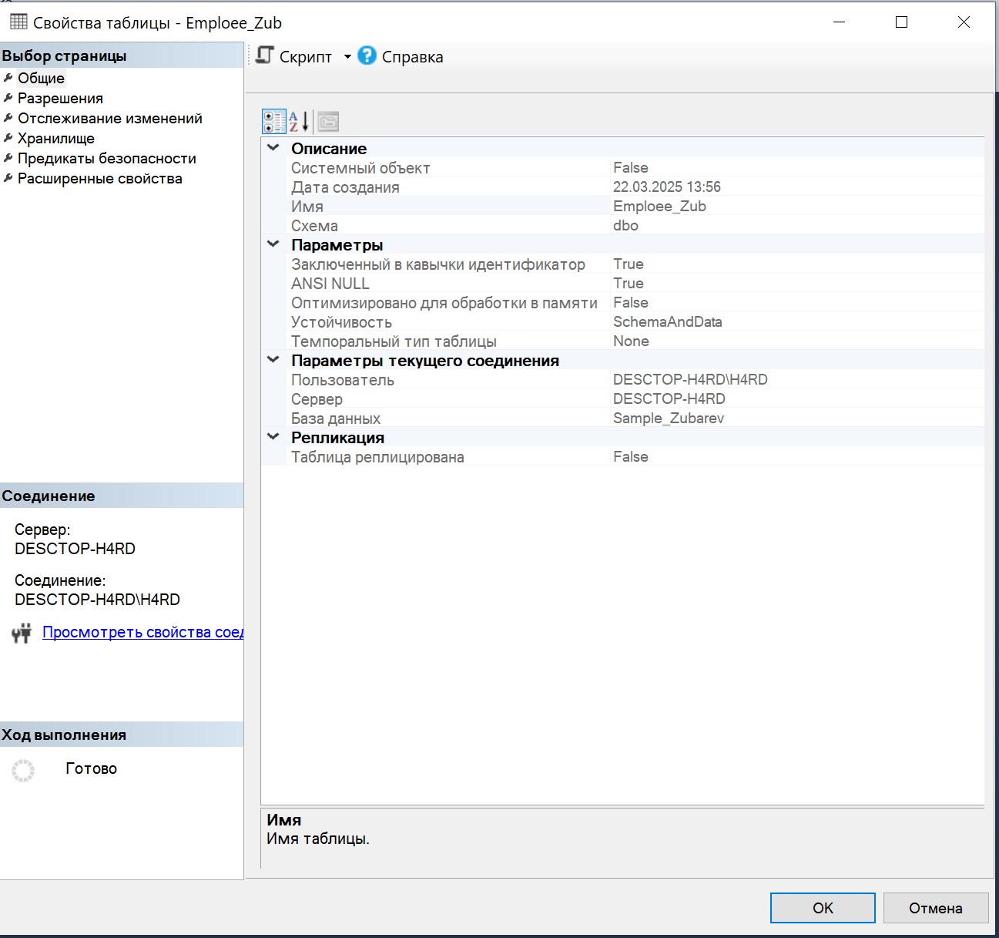 Свойства таблицы - Emploee_Zub
Выбор страницы
Общие
Разрешения
Отслеживание изменений
Хранилище
Предикаты безопасности
Расширенные свойства
Скрипт
Справка
Описание
Системный объект False
Дата создания 22.03.2025 13:56
Имя Emploee_Zub
Схема dbo
Параметры
Заключенный в кавычки идентификатор True
ANSI NULL True
Оптимизировано для обработки в памяти False
Устойчивость SchemaAndData
Темпоральный тип таблицы None
Параметры текущего соединения
Пользователь DESCTOP-H4RD\H4RD
Сервер DESCTOP-H4RD
База данных Sample_Zubarev
Репликация
Таблица реплицирована False
Соединение
Сервер:
DESCTOP-H4RD
Соединение:
DESCTOP-H4RD\H4RD
Просмотреть свойства соед
Ход выполнения
Готово
Имя
Имя таблицы.
OK
Отмена